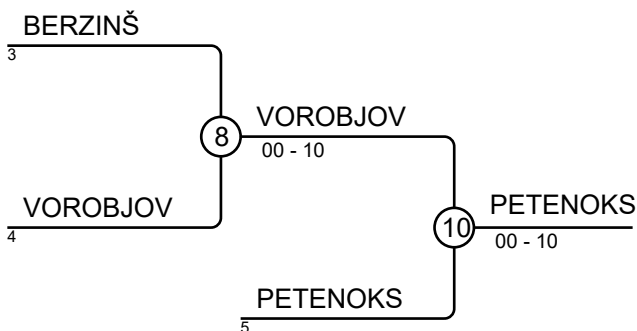 BERZINŠ
3
8
VOROBJOV
00 - 10
VOROBJOV
4
10
PETENOKS
00 - 10
PETENOKS
5